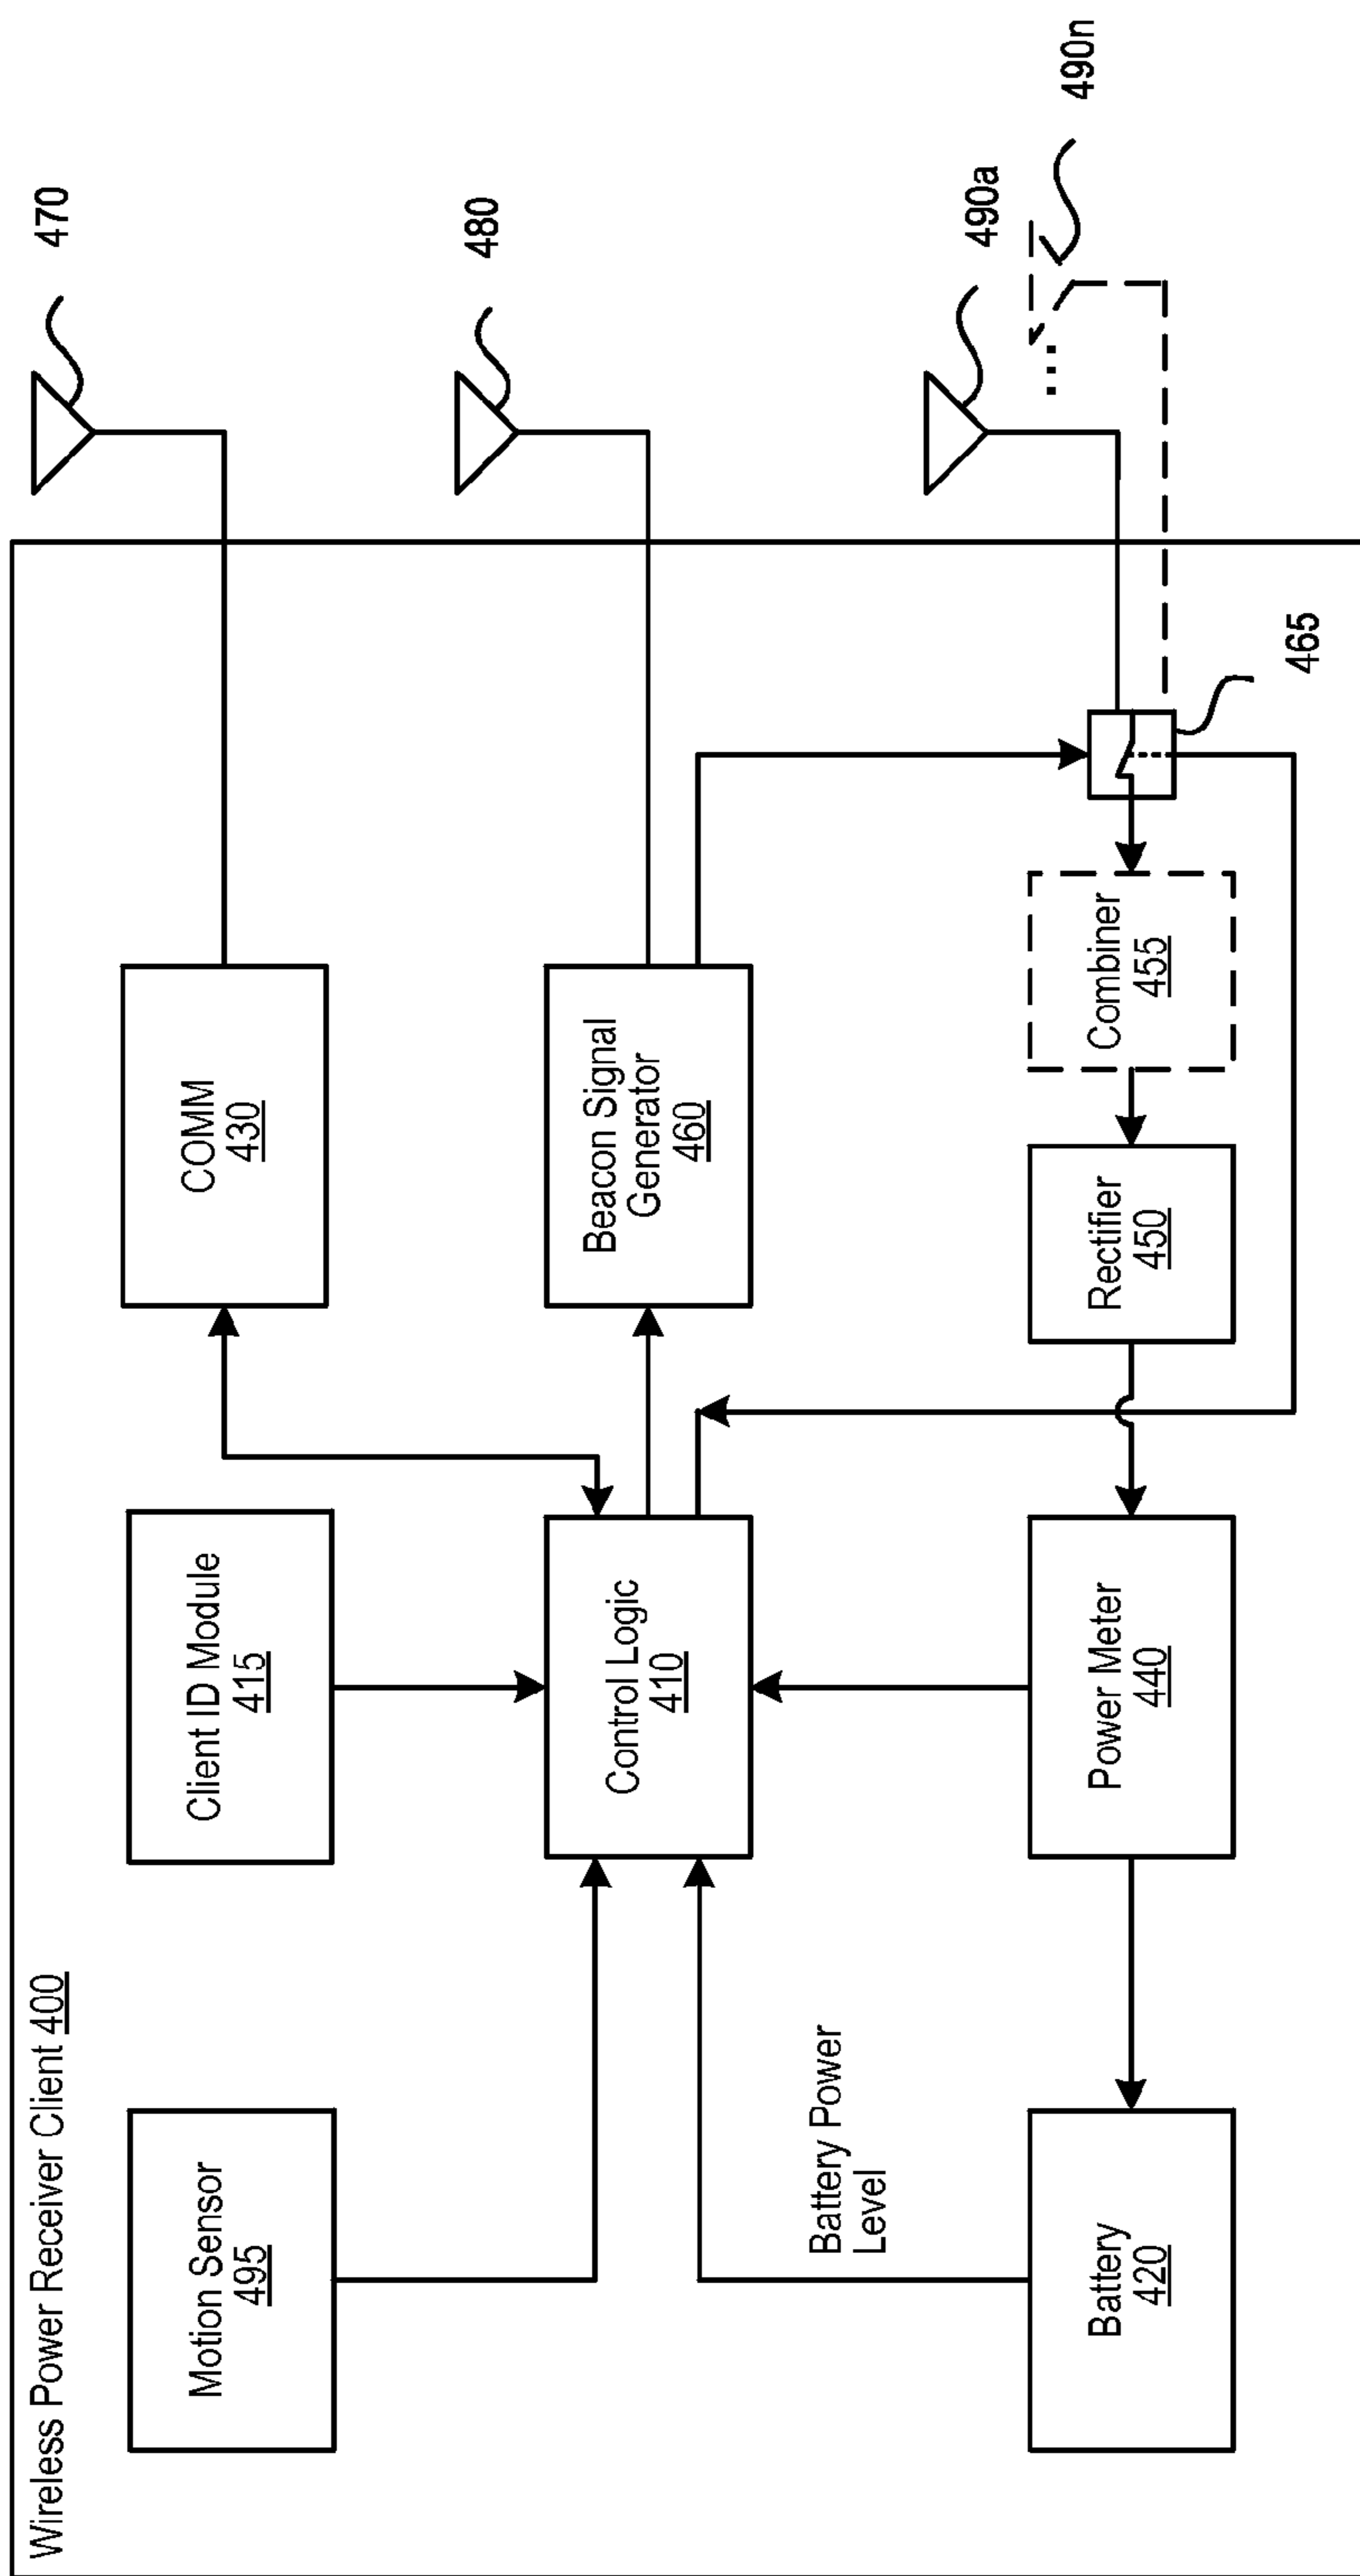 Wireless Power Receiver Client 400
Motion Sensor
495
Client ID Module
415
COMM
430
470
Control Logic
410
Beacon Signal
Generator
460
480
Battery Power
Level
Battery
420
Power Meter
440
Rectifier
450
Combiner
455
465
490a
...
490n